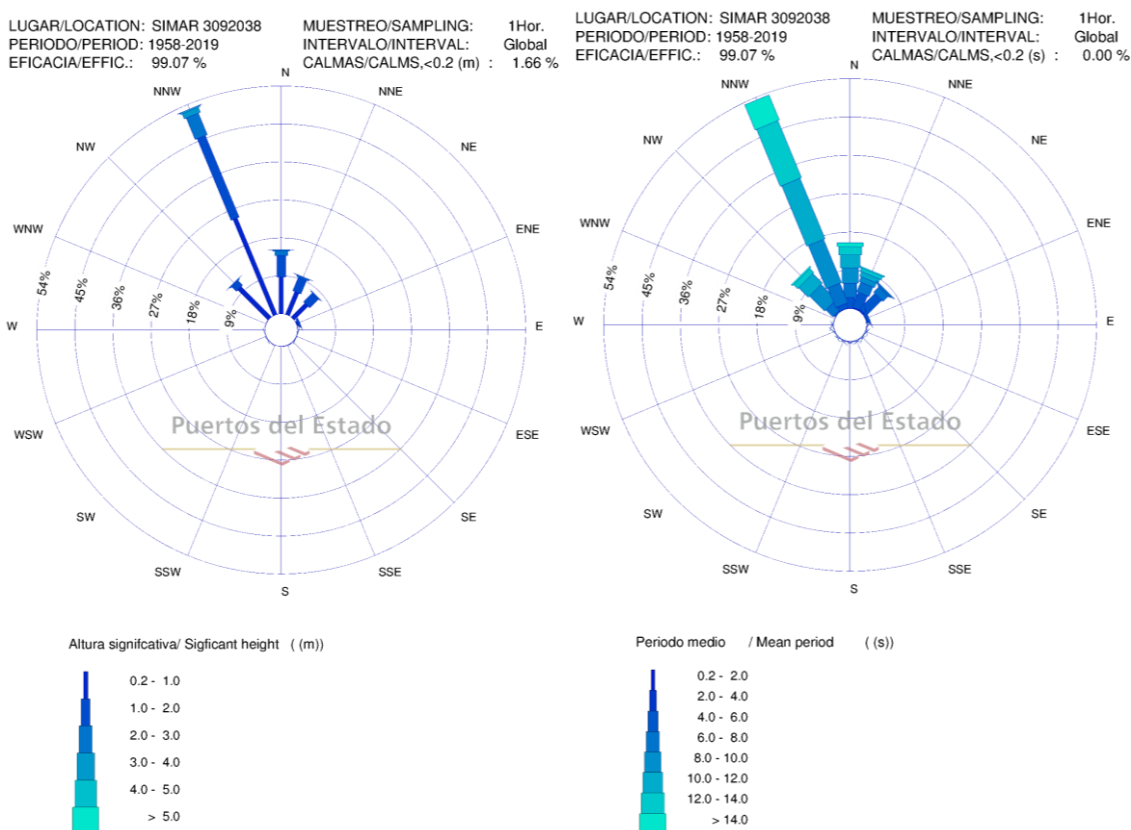 LUGAR/LOCATION: SIMAR 3092038 MUESTREO/SAMPLING: 1Hor.
PERIODO/PERIOD: 1958-2019 INTERVALO/INTERVAL: Global
EFICACIA/EFFIC.: 99.07 % CALMAS/CALMS,<0.2 (m) : 1.66 %
N
NNW
NNE
NW
NE
WNW
ENE
54%
45%
36%
27%
18%
9%
W
E
WSW
ESE
Puertos del Estado
SW
SE
SSW
SSE
S
Altura signifcativa/ Sigficant height ( (m))
0.2 - 1.0
1.0 - 2.0
2.0 - 3.0
3.0 - 4.0
4.0 - 5.0
> 5.0
LUGAR/LOCATION: SIMAR 3092038 MUESTREO/SAMPLING: 1Hor.
PERIODO/PERIOD: 1958-2019 INTERVALO/INTERVAL: Global
EFICACIA/EFFIC.: 99.07 % CALMAS/CALMS,<0.2 (s) : 0.00 %
N
NNW
NNE
NW
NE
WNW
ENE
54%
45%
36%
27%
18%
9%
W
E
WSW
ESE
Puertos del Estado
SW
SE
SSW
SSE
S
Periodo medio / Mean period ( (s))
0.2 - 2.0
2.0 - 4.0
4.0 - 6.0
6.0 - 8.0
8.0 - 10.0
10.0 - 12.0
12.0 - 14.0
> 14.0